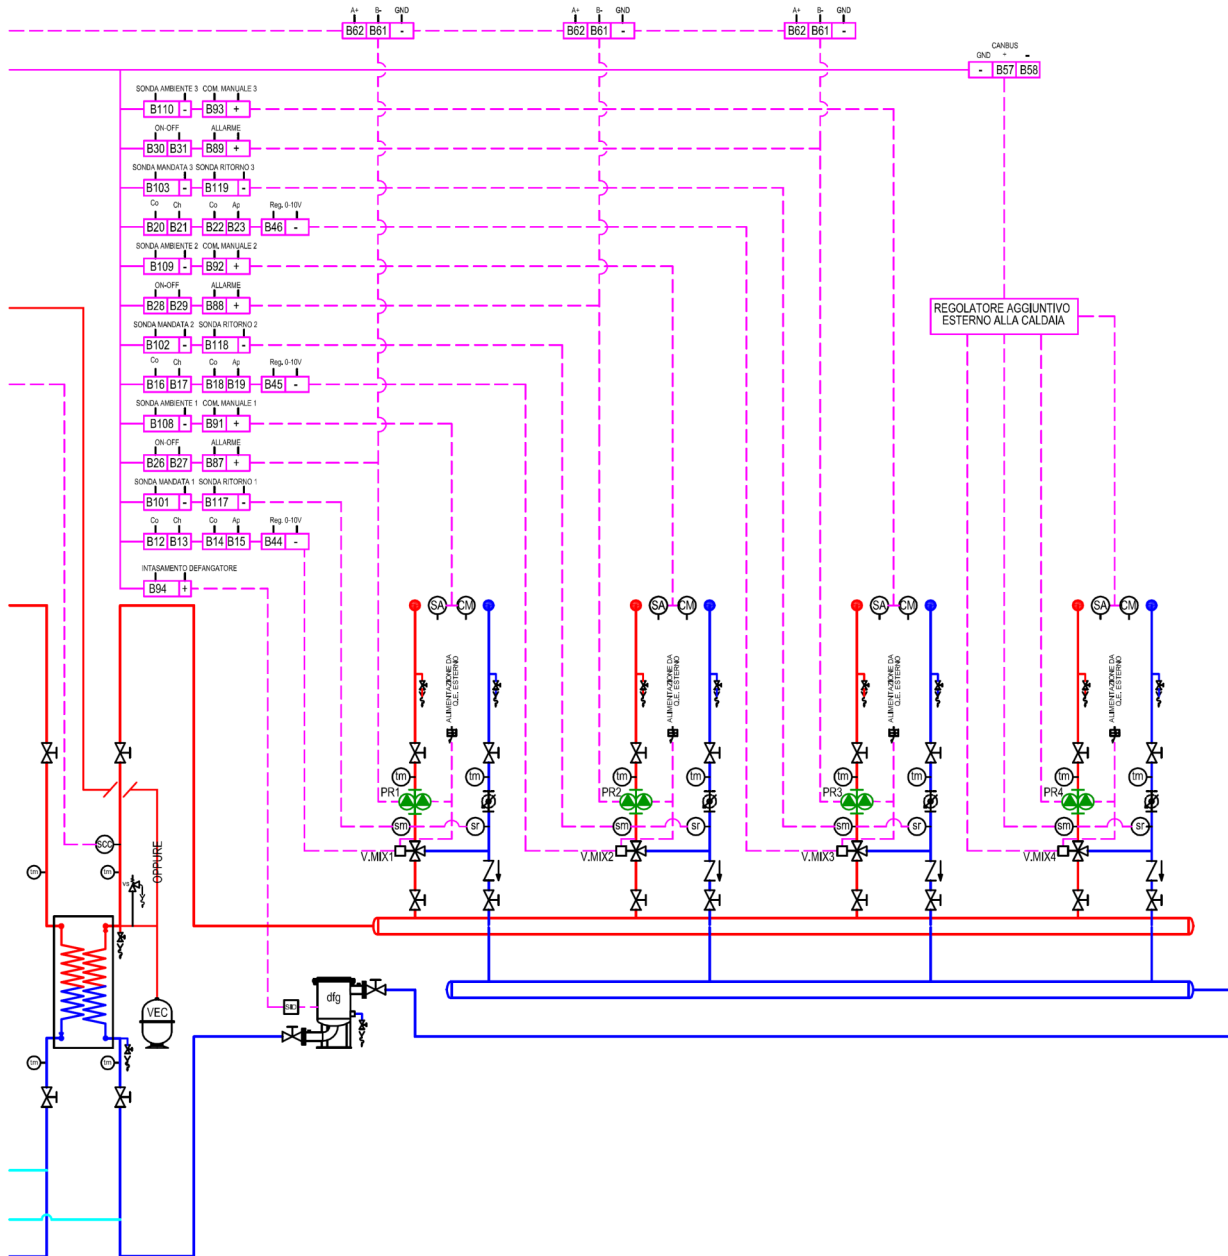 A+ B- GND A+ B- GND A+ B- GND
B62 B61 - B62 B61 - B62 B61 -
CANBUS
GND + -
- B57 B58
SONDA AMBIENTE 3 COM. MANUALE 3
B110 - B93 +
ON-OFF ALLARME
B30 B31 B89 +
SONDA MANDATA 3 SONDA RITORNO 3
B103 - B119 -
Co Ch Co Ap Reg. 0-10V
B20 B21 B22 B23 B46 -
SONDA AMBIENTE 2 COM. MANUALE 2
B109 - B92 +
ON-OFF ALLARME
B28 B29 B88 +
REGOLATORE AGGIUNTIVO
ESTERNO ALLA CALDAIA
SONDA MANDATA 2 SONDA RITORNO 2
B102 - B118 -
Co Ch Co Ap Reg. 0-10V
B16 B17 B18 B19 B45 -
SONDA AMBIENTE 1 COM. MANUALE 1
B108 - B91 +
ON-OFF ALLARME
B26 B27 B87 +
SONDA MANDATA 1 SONDA RITORNO 1
B101 - B117 -
Co Ch Co Ap Reg. 0-10V
B12 B13 B14 B15 B44 -
INTASAMENTO DEFANGATORE
B94 +
SA CM SA CM SA CM SA CM
ALIMENTAZIONE DA
Q.E. ESTERNO
ALIMENTAZIONE DA
Q.E. ESTERNO
ALIMENTAZIONE DA
Q.E. ESTERNO
ALIMENTAZIONE DA
Q.E. ESTERNO
tm tm tm tm tm tm tm tm
PR1 PR2 PR3 PR4
sm sr sm sr sm sr sm sr
V.MIX1 V.MIX2 V.MIX3 V.MIX4
scc
OPPURE
tm tm
vs
dfg
VEC
tm tm